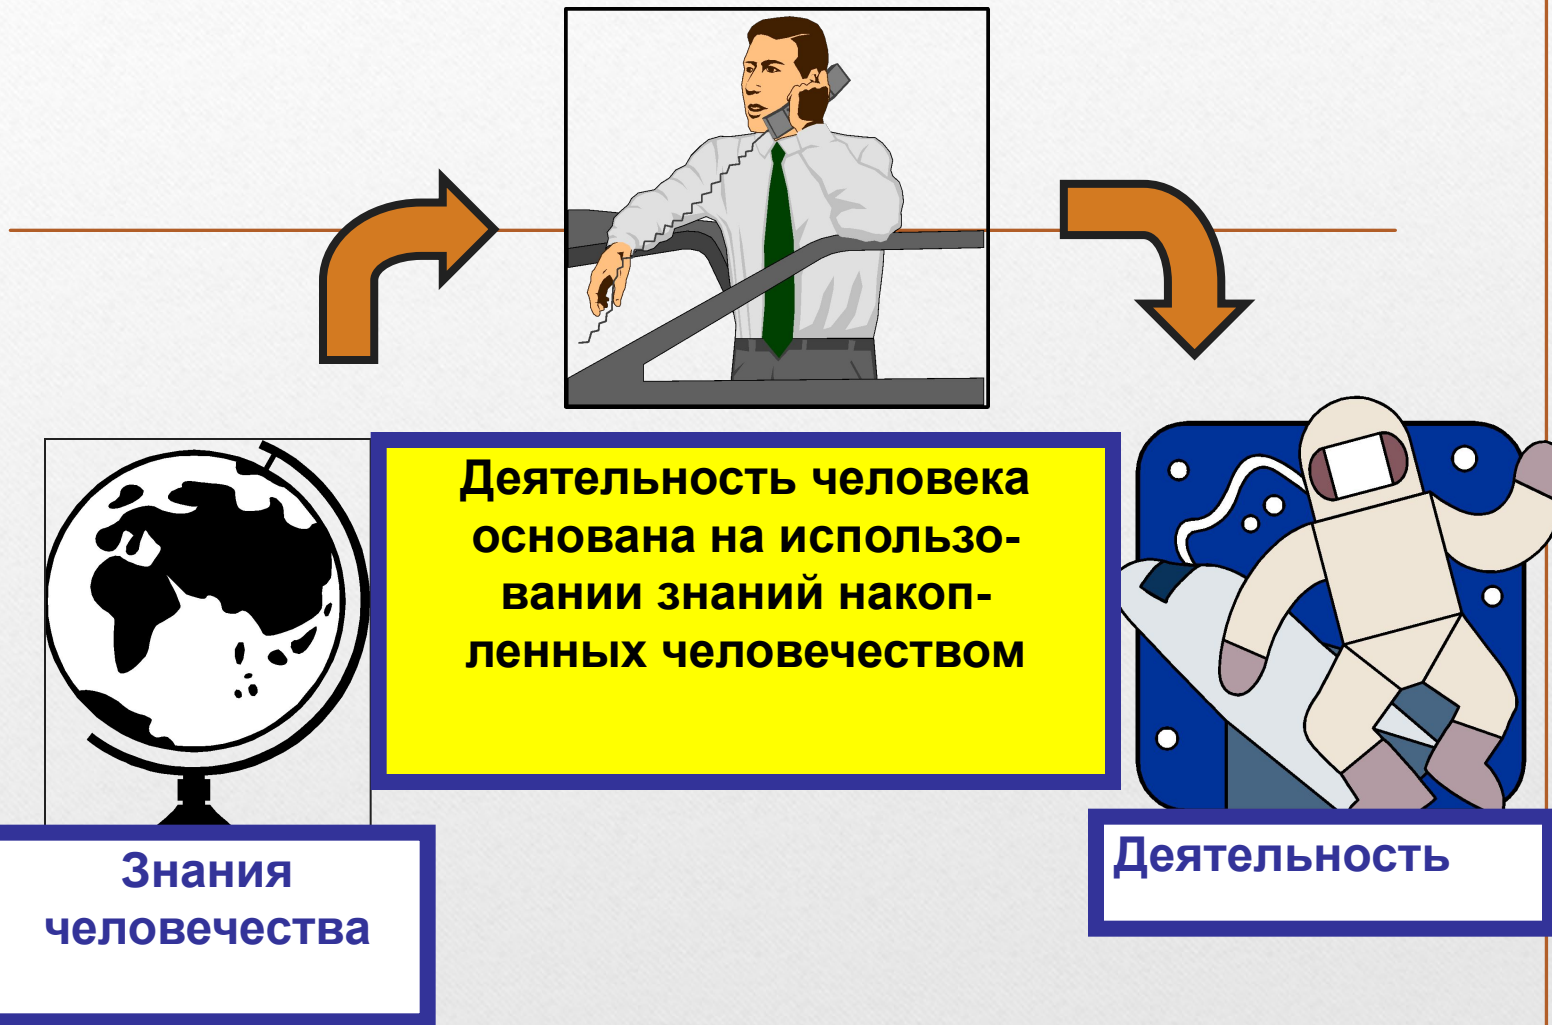 Деятельность человека
основана на использо-
вании знаний накоп-
ленных человечеством
Знания
человечества
Деятельность